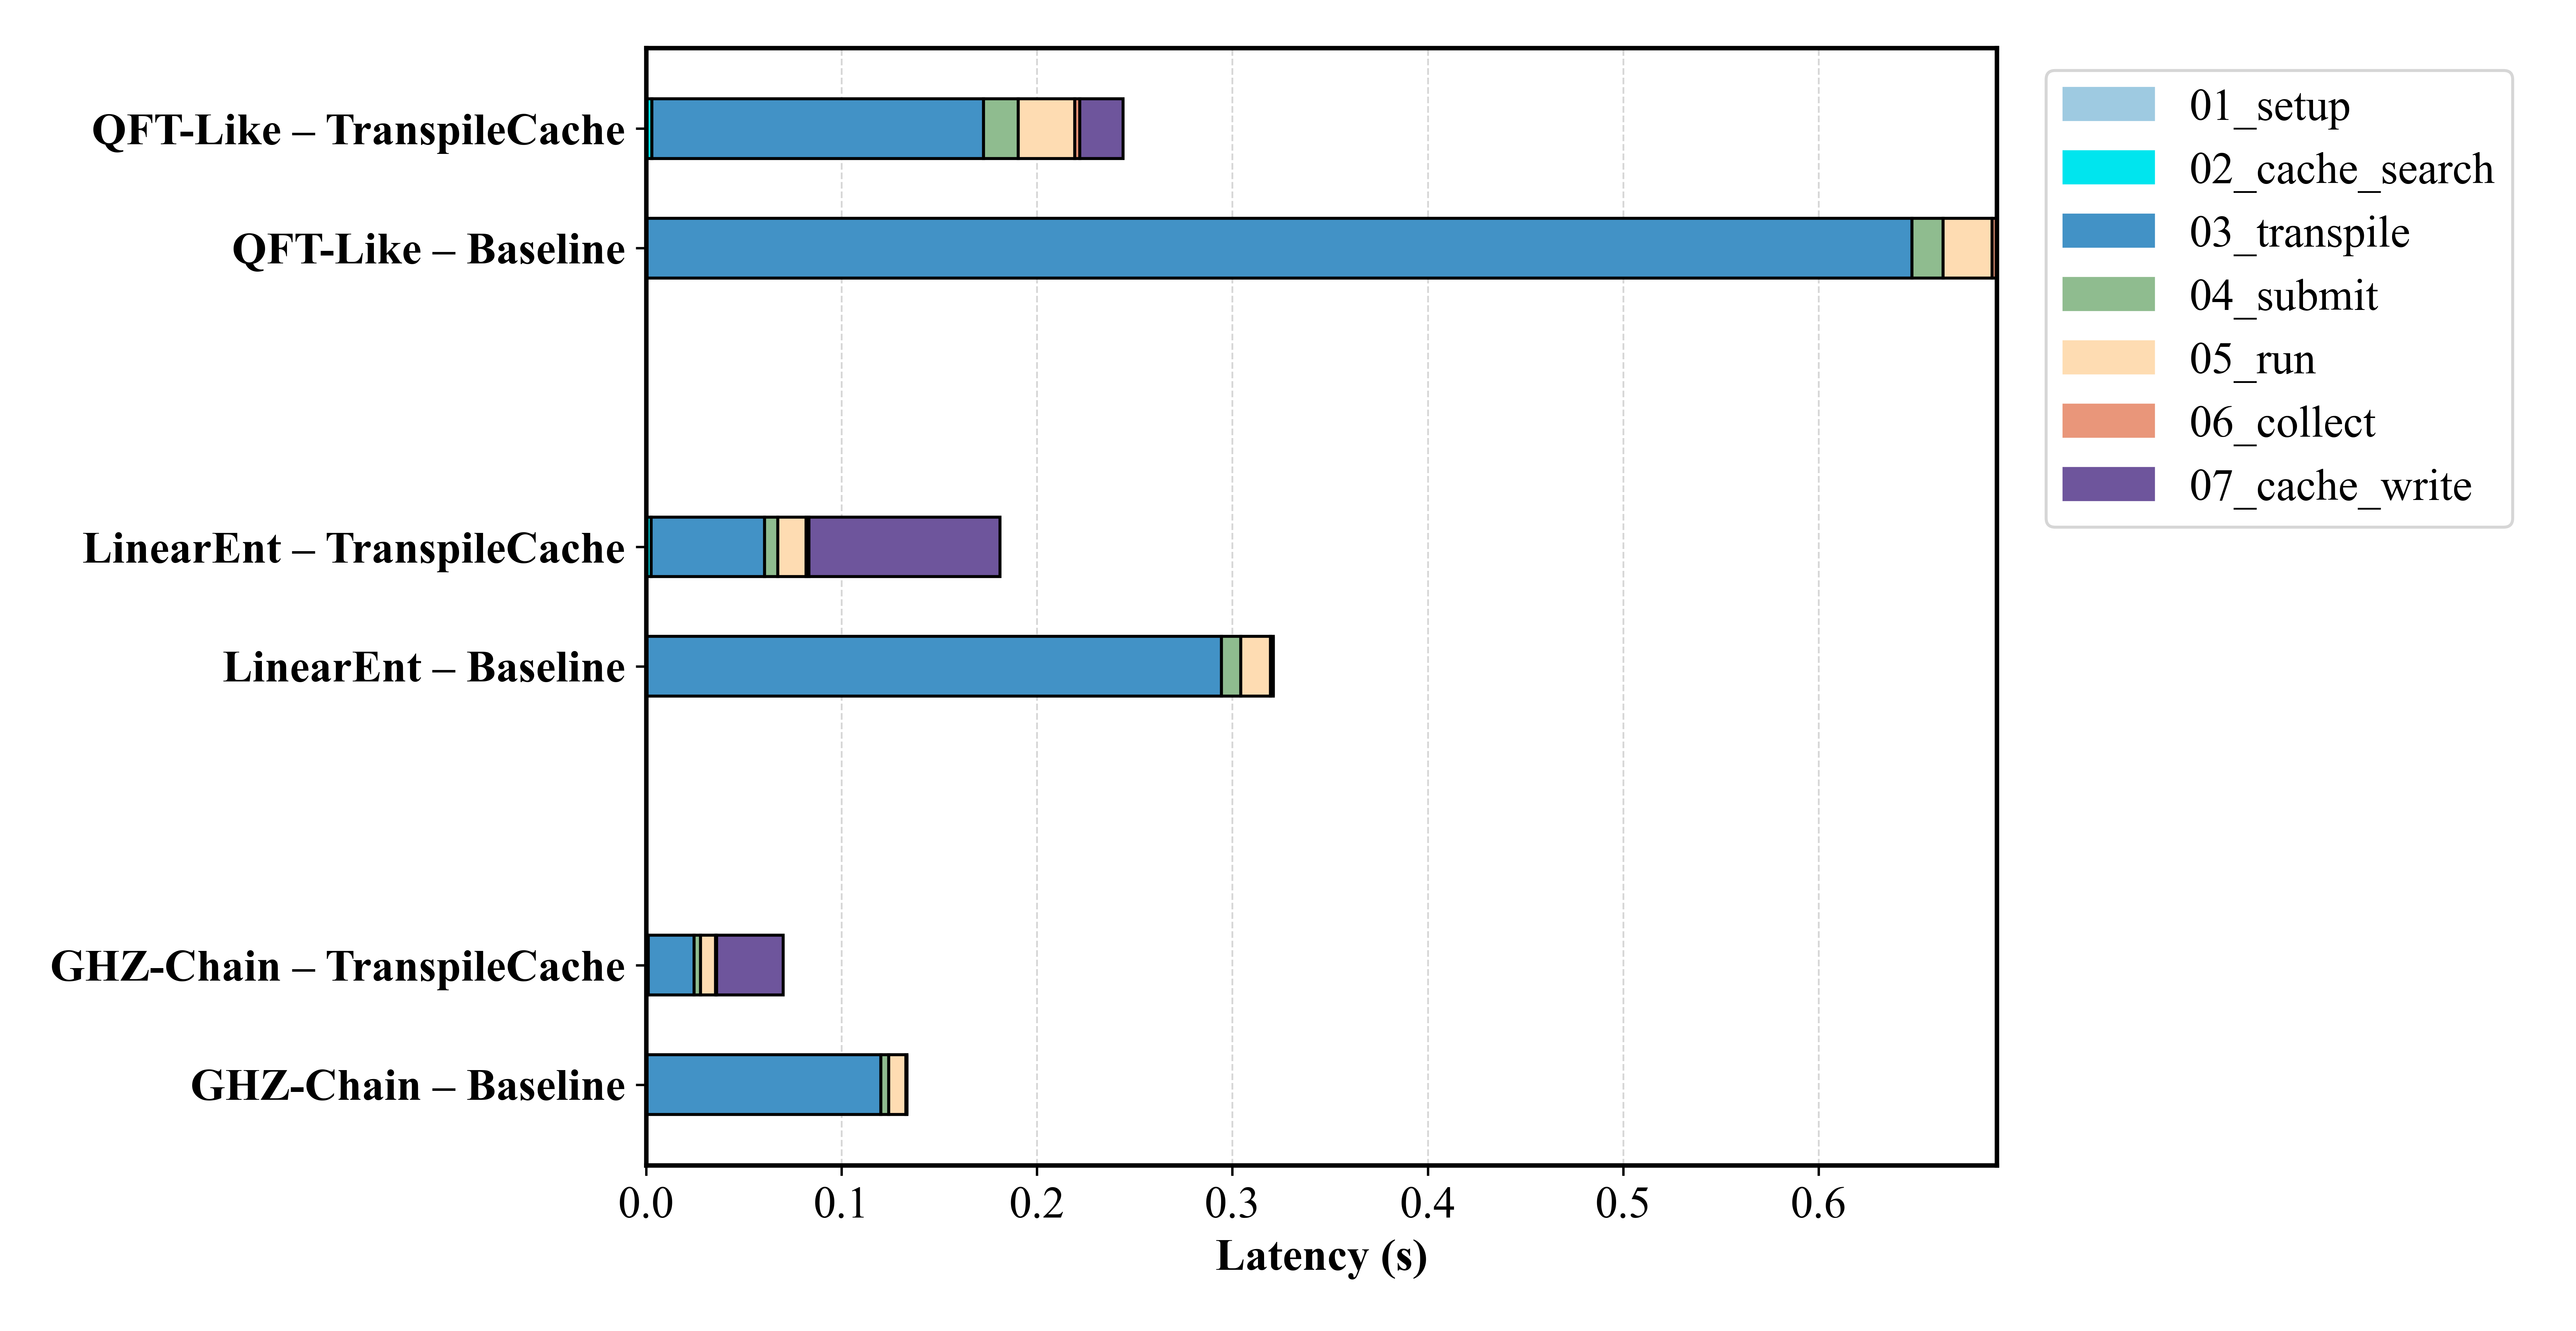 QFT-Like – TranspileCache
QFT-Like – Baseline
LinearEnt – TranspileCache
LinearEnt – Baseline
GHZ-Chain – TranspileCache
GHZ-Chain – Baseline
0.0 0.1 0.2 0.3 0.4 0.5 0.6
Latency (s)
01_setup
02_cache_search
03_transpile
04_submit
05_run
06_collect
07_cache_write